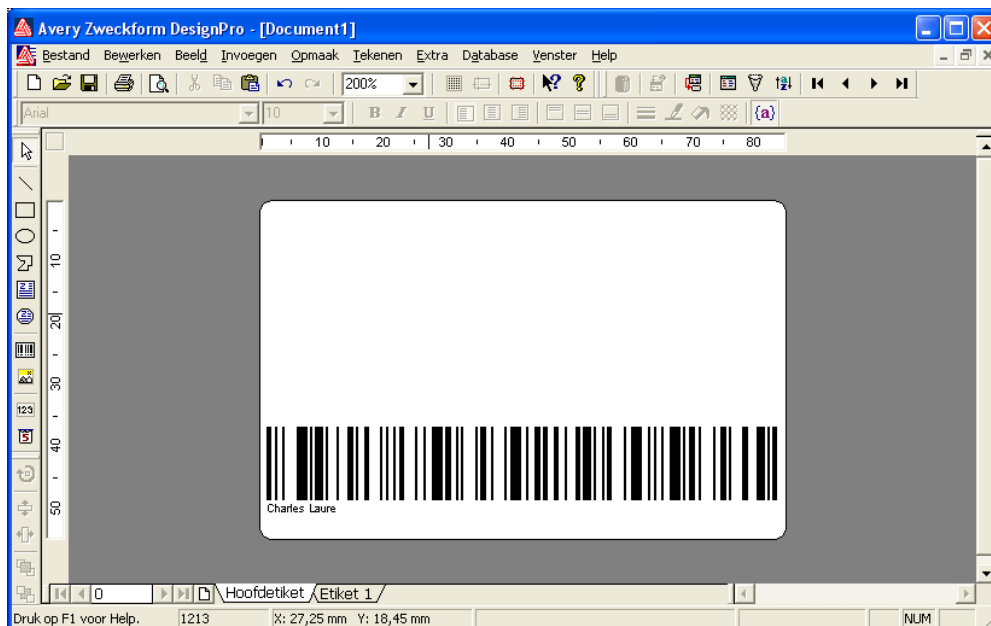 Avery Zweckform DesignPro - [Document1]
Bestand Bewerken Beeld Invoegen Opmaak Tekenen Extra Database Venster Help
200%
Arial 10 B I U {a}
10 20 30 40 50 60 70 80
10
20
30
40
50
123
5
Charles Laure
0 Hoofdetiket Etiket 1
Druk op F1 voor Help. 1213 X: 27,25 mm Y: 18,45 mm NUM